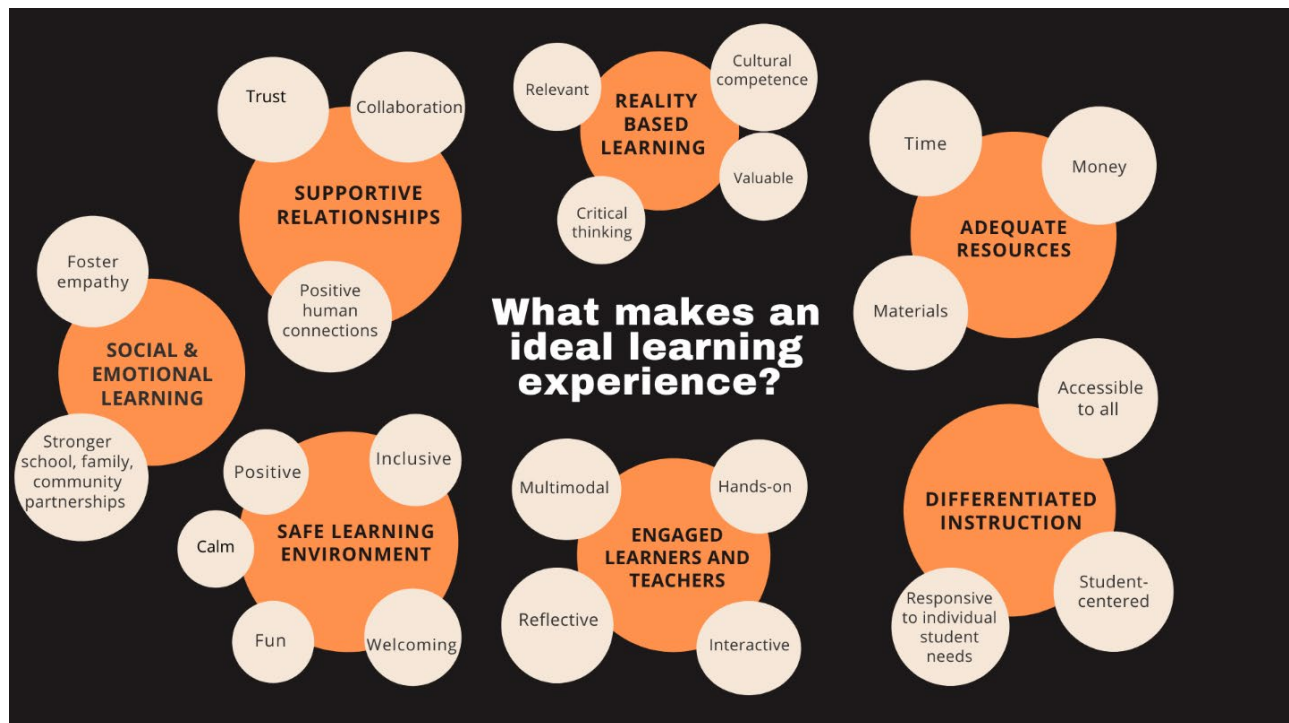 Trust
Collaboration
SUPPORTIVE
RELATIONSHIPS
Positive
human
connections
Relevant
Cultural
competence
REALITY
BASED
LEARNING
Valuable
Critical
thinking
Time
Money
ADEQUATE
RESOURCES
Materials
What makes an
ideal learning
experience?
Foster
empathy
SOCIAL &
EMOTIONAL
LEARNING
Stronger
school, family,
community
partnerships
Positive
Inclusive
Calm
SAFE LEARNING
ENVIRONMENT
Fun
Welcoming
Multimodal
Hands-on
ENGAGED
LEARNERS AND
TEACHERS
Reflective
Interactive
Accessible
to all
DIFFERENTIATED
INSTRUCTION
Responsive
to individual
student
needs
Student-
centered